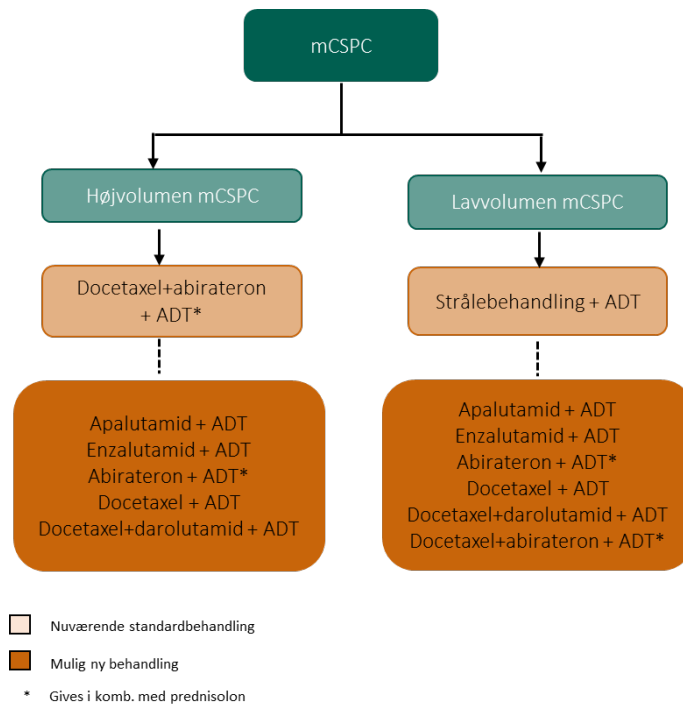 mCSPC
Højvolumen mCSPC
Lavvolumen mCSPC
Docetaxel+abirateron
+ ADT*
Strålebehandling + ADT
Apalutamid + ADT
Enzalutamid + ADT
Abirateron + ADT*
Docetaxel + ADT
Docetaxel+darolutamid + ADT
Apalutamid + ADT
Enzalutamid + ADT
Abirateron + ADT*
Docetaxel + ADT
Docetaxel+darolutamid + ADT
Docetaxel+abirateron + ADT*
Nuværende standardbehandling
Mulig ny behandling
* Gives i komb. med prednisolon